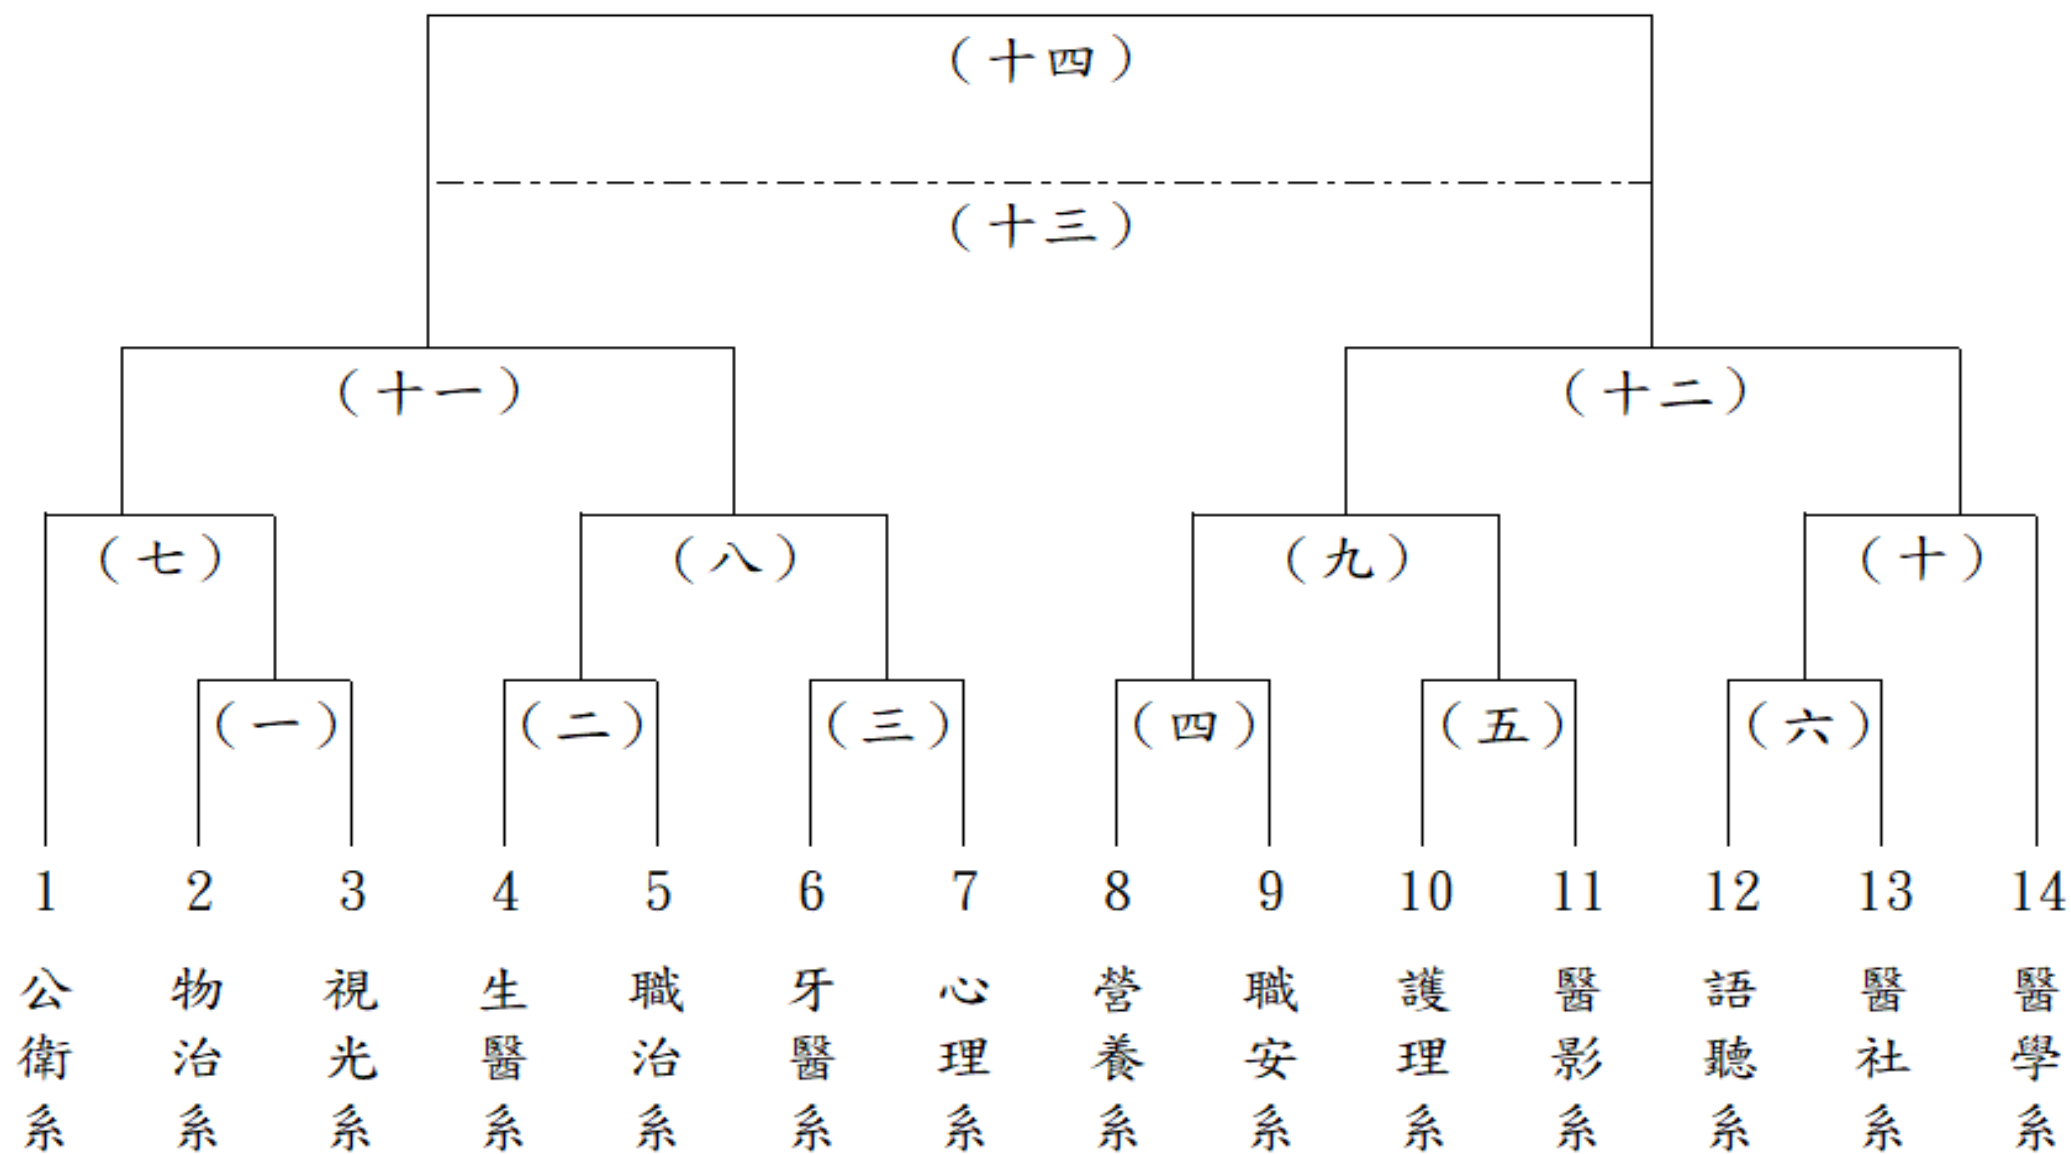 （十四）
（十三）
（十一）
（十二）
（七）
（八）
（九）
（十）
（一）
（二）
（三）
（四）
（五）
（六）
1
2
3
4
5
6
7
8
9
10
11
12
13
14
公衛系
物治系
視光系
生醫系
職治系
牙醫系
心理系
營養系
職安系
護理系
醫影系
語聽系
醫社系
醫學系